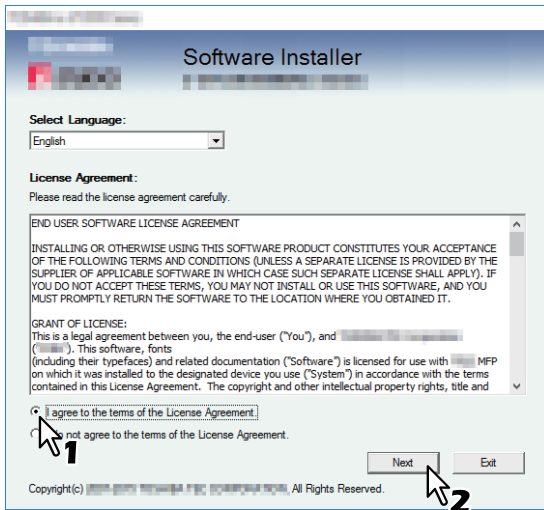 Software Installer
Select Language:
English
License Agreement:
Please read the license agreement carefully.
END USER SOFTWARE LICENSE AGREEMENT
INSTALLING OR OTHERWISE USING THIS SOFTWARE PRODUCT CONSTITUTES YOUR ACCEPTANCE
OF THE FOLLOWING TERMS AND CONDITIONS (UNLESS A SEPARATE LICENSE IS PROVIDED BY THE
SUPPLIER OF APPLICABLE SOFTWARE IN WHICH CASE SUCH SEPARATE LICENSE SHALL APPLY). IF
YOU DO NOT ACCEPT THESE TERMS, YOU MAY NOT INSTALL OR USE THIS SOFTWARE, AND YOU
MUST PROMPTLY RETURN THE SOFTWARE TO THE LOCATION WHERE YOU OBTAINED IT.
GRANT OF LICENSE:
This is a legal agreement between you, the end-user ("You"), and
(" "). This software, fonts
(including their typefaces) and related documentation ("Software") is licensed for use with MFP
on which it was installed to the designated device you use ("System") in accordance with the terms
contained in this License Agreement. The copyright and other intellectual property rights, title and
I agree to the terms of the License Agreement.
not agree to the terms of the License Agreement.
1
Next
Exit
Copyright(c) All Rights Reserved.
2